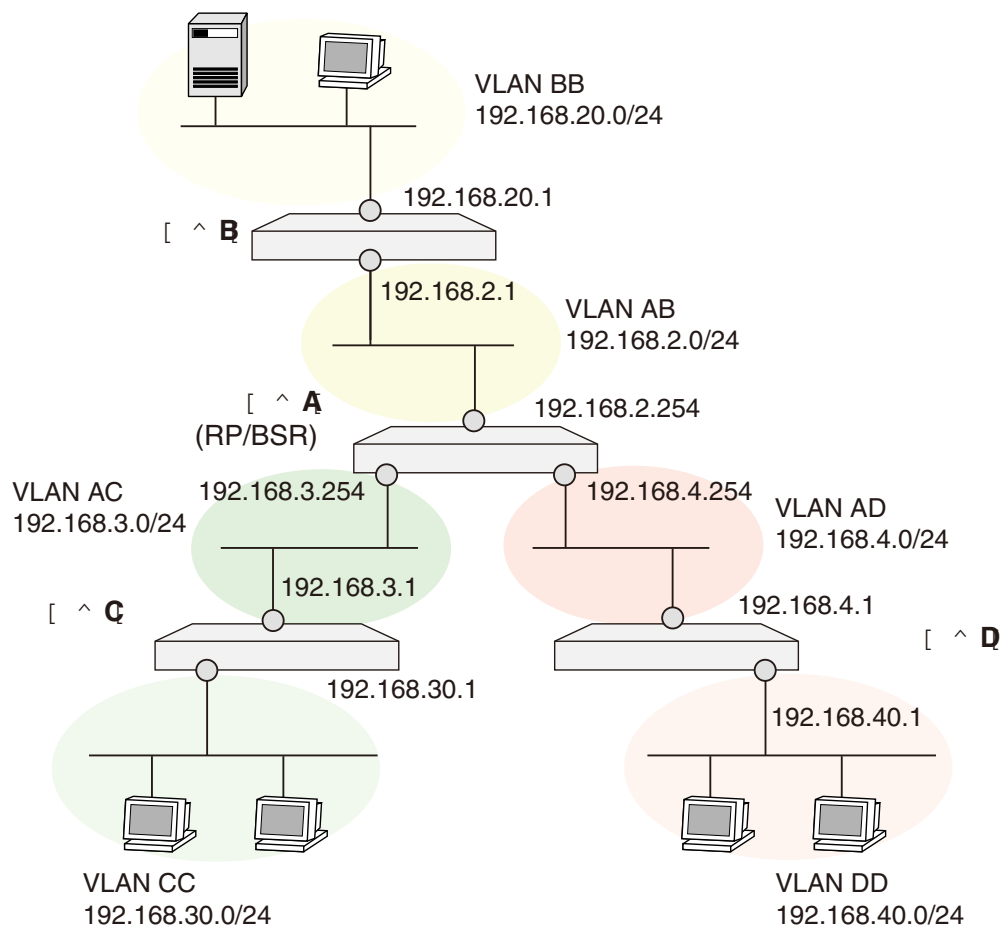 VLAN BB
192.168.20.0/24
192.168.20.1
B
192.168.2.1
VLAN AB
192.168.2.0/24
A
(RP/BSR)
192.168.2.254
VLAN AC
192.168.3.0/24
192.168.3.254
192.168.4.254
VLAN AD
192.168.4.0/24
192.168.3.1
C
192.168.4.1
D
192.168.30.1
192.168.40.1
VLAN CC
192.168.30.0/24
VLAN DD
192.168.40.0/24